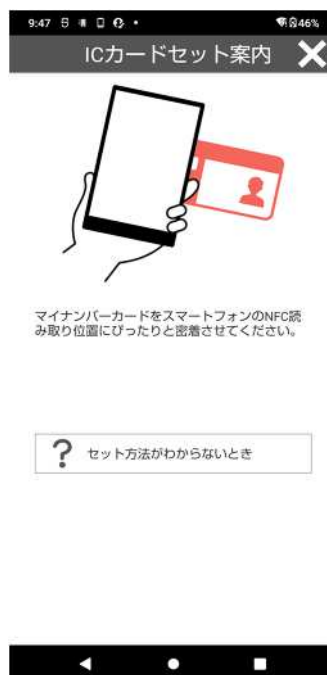 9:47
46%
ICカードセット案内
マイナンバーカードをスマートフォンのNFC読
み取り位置にぴったりと密着させてください。
? セット方法がわからないとき